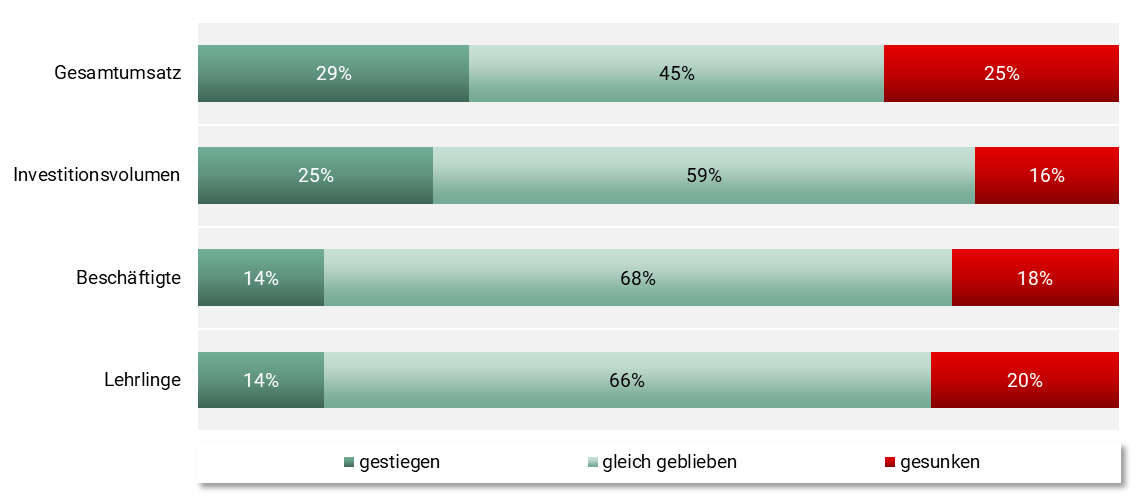 Gesamtumsatz 29% 45% 25%
Investitionsvolumen 25% 59% 16%
Beschäftigte 14% 68% 18%
Lehrlinge 14% 66% 20%
gestiegen gleich geblieben gesunken